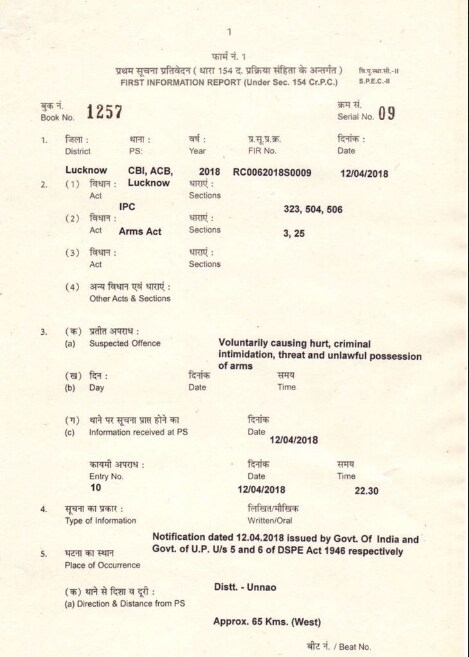 1
फार्म नं. 1
प्रथम सूचना प्रतिवेदन ( धारा 154 द. प्रक्रिया संहिता के अन्तर्गत )
FIRST INFORMATION REPORT (Under Sec. 154 Cr.P.C.)
S.P.E.C.-II
बुक नं. क्रम सं.
Book No. 1257 Serial No. 09
1. जिला : थाना : वर्ष : प्र.सू.प्र.क्र. दिनांक :
District PS: Year FIR No. Date
Lucknow CBI, ACB, 2018 RC0062018S0009 12/04/2018
2. (1) विधान : Lucknow धाराएं :
Act Sections
IPC 323, 504, 506
(2) विधान : धाराएं :
Act Arms Act Sections 3, 25
(3) विधान : धाराएं :
Act Sections
(4) अन्य विधान एवं धाराएं :
Other Acts & Sections
3. (क) प्रतीत अपराध :
(a) Suspected Offence Voluntarily causing hurt, criminal
intimidation, threat and unlawful possession
of arms
(ख) दिन : दिनांक समय
(b) Day Date Time
(ग) थाने पर सूचना प्राप्त होने का दिनांक
(c) Information received at PS Date
12/04/2018
कायमी अपराध : दिनांक समय
Entry No. Date Time
10 12/04/2018 22.30
4. सूचना का प्रकार : लिखित/मौखिक
Type of Information Written/Oral
Notification dated 12.04.2018 issued by Govt. Of India and
5. घटना का स्थान Govt. of U.P. U/s 5 and 6 of DSPE Act 1946 respectively
Place of Occurrence
(क) थाने से दिशा व दूरी : Distt. - Unnao
(a) Direction & Distance from PS
Approx. 65 Kms. (West)
बीट नं. / Beat No.